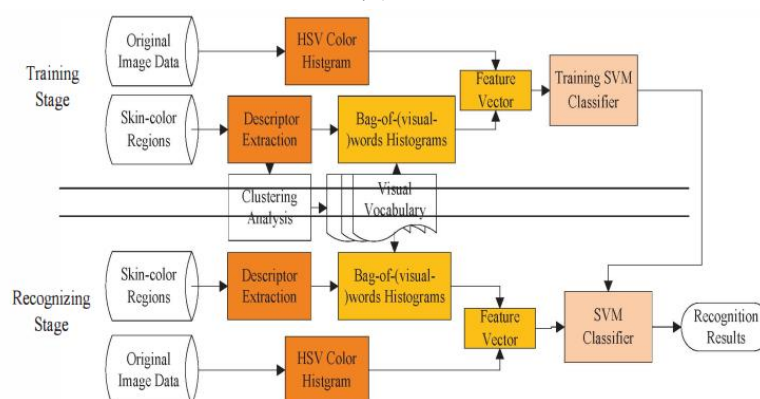 Original
Image Data
HSV Color
Histgram
Training
Stage
Feature
Vector
Training SVM
Classifier
Skin-color
Regions
Descriptor
Extraction
Bag-of-(visual-
)words Histograms
Clustering
Analysis
Visual
Vocabulary
Skin-color
Regions
Descriptor
Extraction
Bag-of-(visual-
)words Histograms
Recognizing
Stage
Feature
Vector
SVM
Classifier
Recognition
Results
Original
Image Data
HSV Color
Histgram